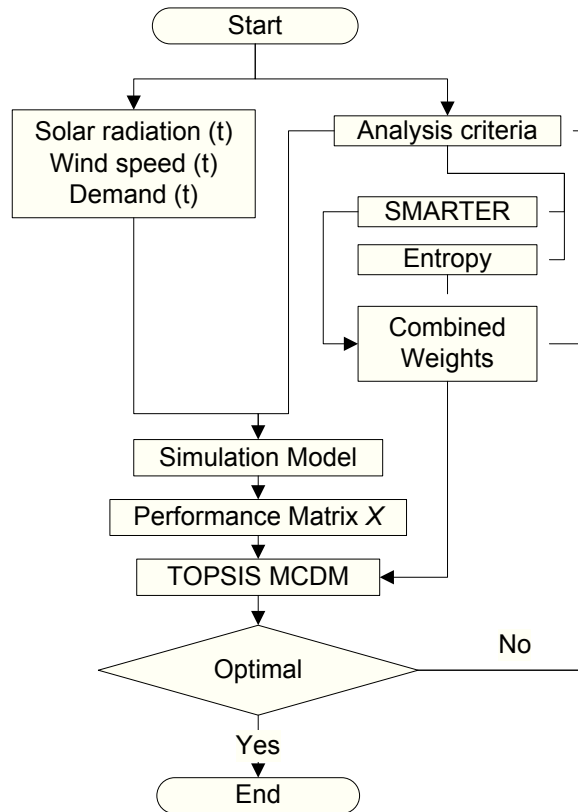 Start
Solar radiation (t)
Wind speed (t)
Demand (t)
Analysis criteria
SMARTER
Entropy
Combined
Weights
Simulation Model
Performance Matrix X
TOPSIS MCDM
Optimal
No
Yes
End